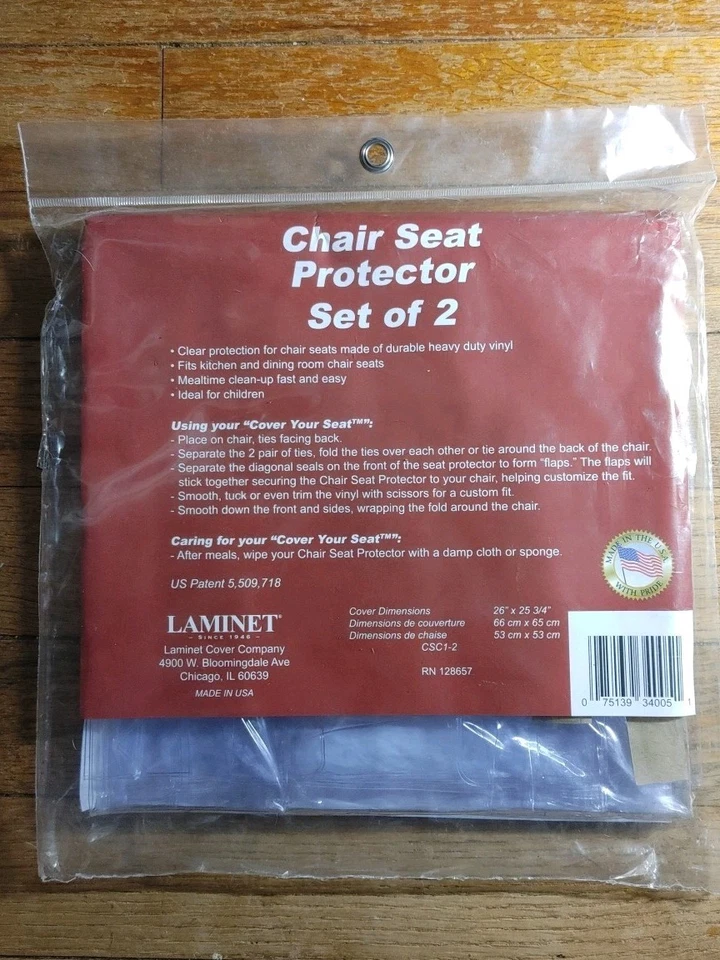 Chair Seat
Protector
Set of 2
• Clear protection for chair seats made of durable heavy duty vinyl
• Fits kitchen and dining room chair seats
• Mealtime clean-up fast and easy
• Ideal for children
Using your “Cover Your Seat™”:
- Place on chair, ties facing back.
- Separate the 2 pair of ties, fold the ties over each other or tie around the back of the chair.
- Separate the diagonal seals on the front of the seat protector to form “flaps.” The flaps will
stick together securing the Chair Seat Protector to your chair, helping customize the fit.
- Smooth, tuck or even trim the vinyl with scissors for a custom fit.
- Smooth down the front and sides, wrapping the fold around the chair.
Caring for your “Cover Your Seat™”:
- After meals, wipe your Chair Seat Protector with a damp cloth or sponge.
US Patent 5,509,718
MADE IN THE USA
WITH PRIDE
LAMINET®
– SINCE 1946 –
Laminet Cover Company
4900 W. Bloomingdale Ave
Chicago, IL 60639
MADE IN USA
Cover Dimensions 26” x 25 3/4”
Dimensions de couverture 66 cm x 65 cm
Dimensions de chaise 53 cm x 53 cm
CSC1-2
RN 128657
0 75139 34005 1